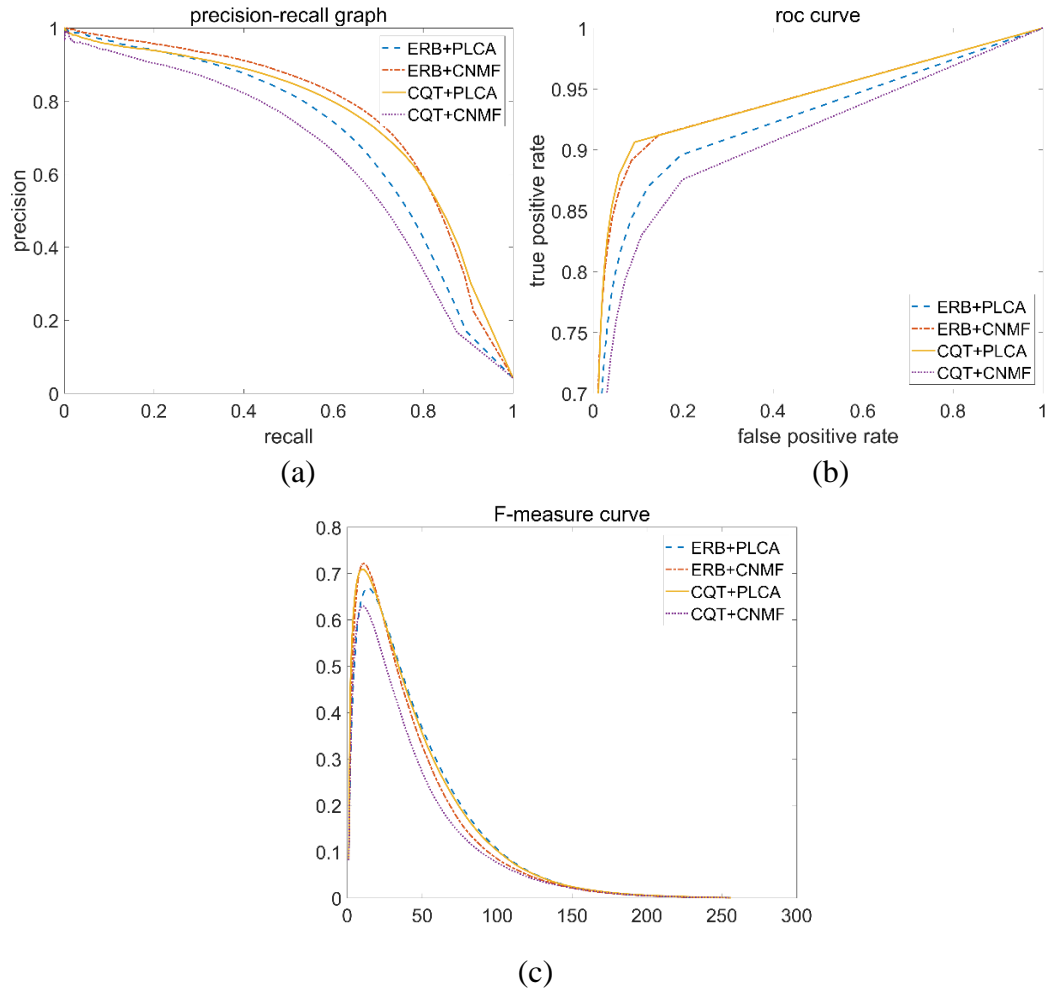 precision-recall graph
1
0.8
0.6
0.4
0.2
0
precision
0 0.2 0.4 0.6 0.8 1
recall
ERB+PLCA
ERB+CNMF
CQT+PLCA
CQT+CNMF
(a)
roc curve
1
0.95
0.9
0.85
0.8
0.75
0.7
true positive rate
0 0.2 0.4 0.6 0.8 1
false positive rate
ERB+PLCA
ERB+CNMF
CQT+PLCA
CQT+CNMF
(b)
F-measure curve
0.8
0.7
0.6
0.5
0.4
0.3
0.2
0.1
0
0 50 100 150 200 250 300
ERB+PLCA
ERB+CNMF
CQT+PLCA
CQT+CNMF
(c)